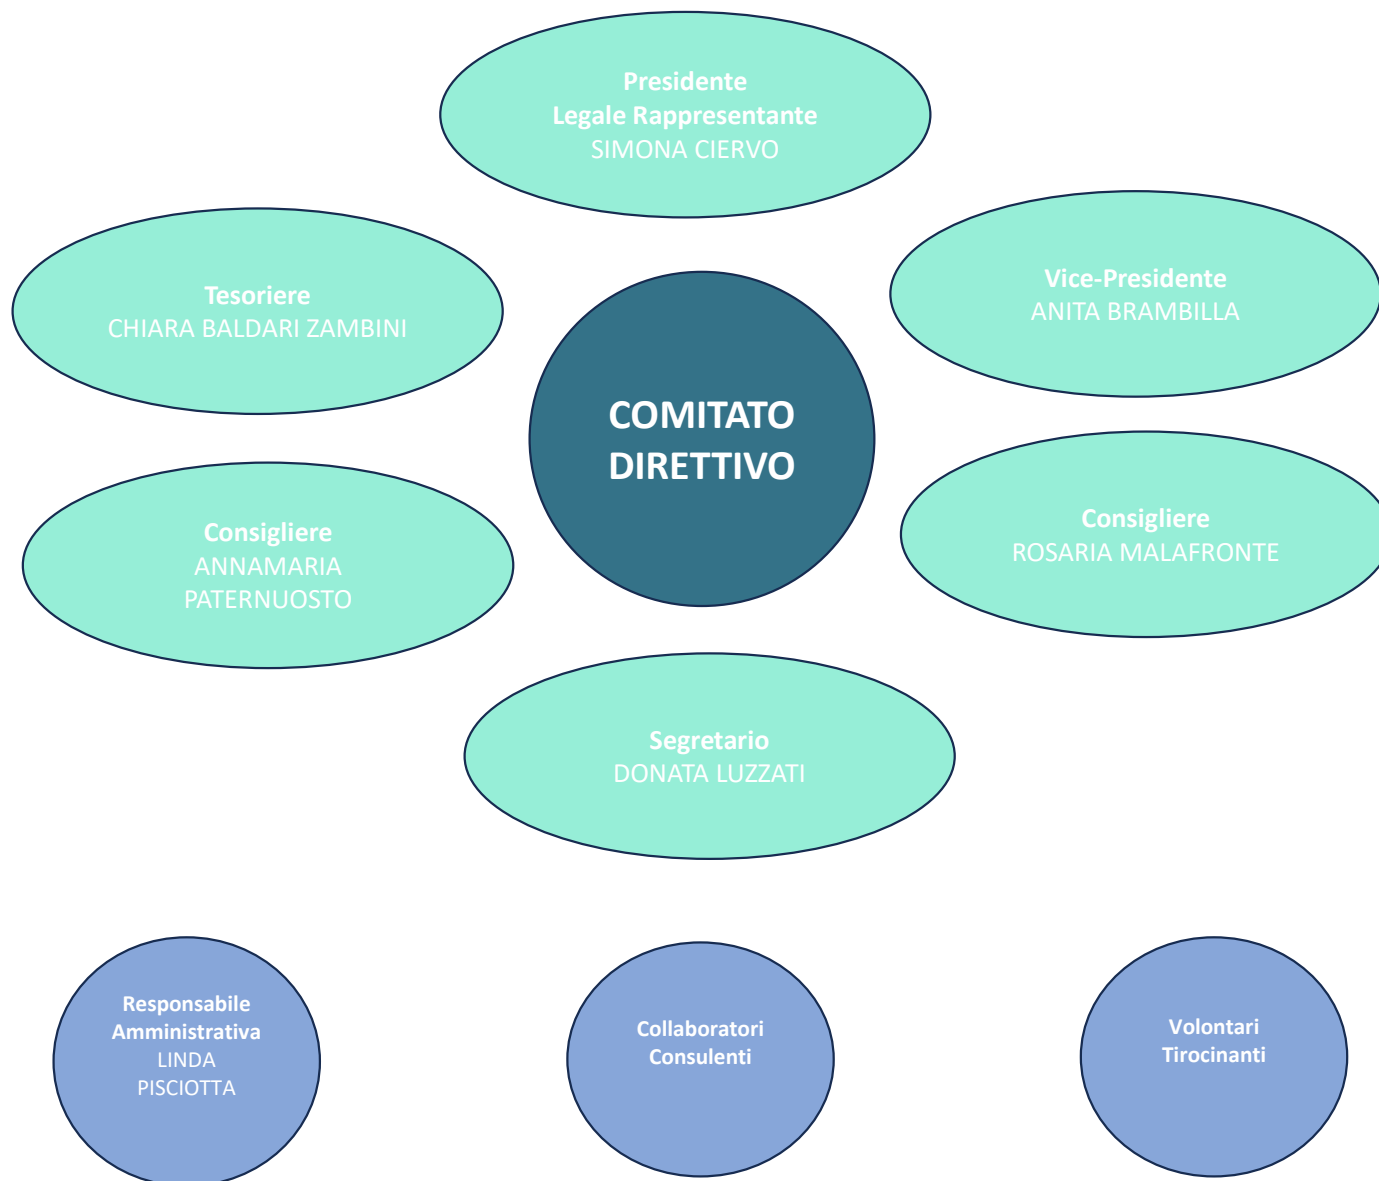 Presidente
Legale Rappresentante
SIMONA CIERVO
Tesoriere
CHIARA BALDARI ZAMBINI
Vice-Presidente
ANITA BRAMBILLA
COMITATO
DIRETTIVO
Consigliere
ANNAMARIA
PATERNUOSTO
Consigliere
ROSARIA MALAFRONTE
Segretario
DONATA LUZZATI
Responsabile
Amministrativa
LINDA
PISCIOTTA
Collaboratori
Consulenti
Volontari
Tirocinanti